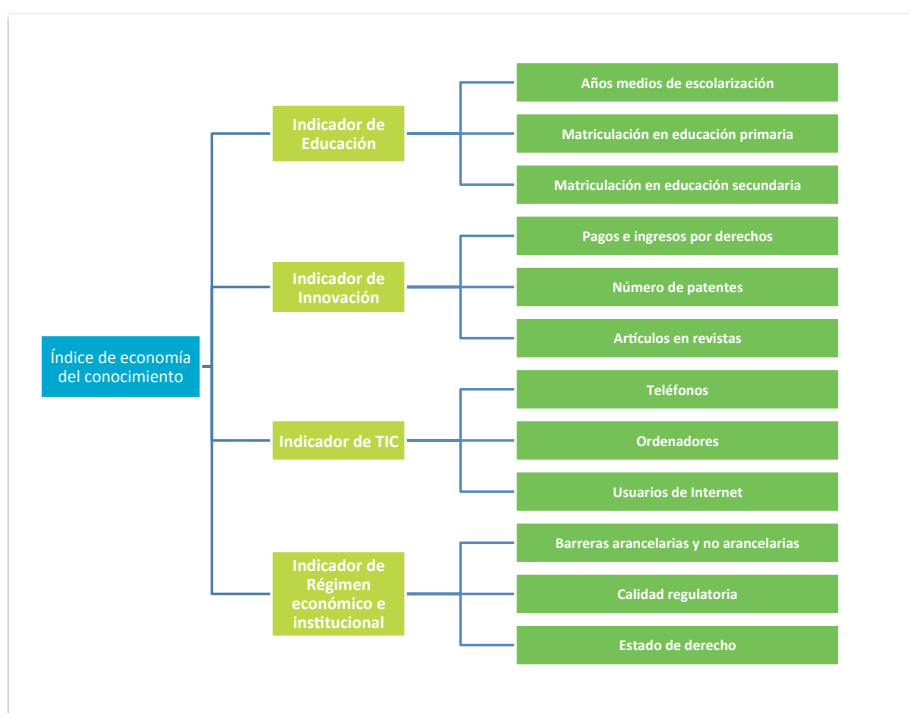 Índice de economía
del conocimiento
Indicador de
Educación
Años medios de escolarización
Matriculación en educación primaria
Matriculación en educación secundaria
Indicador de
Innovación
Pagos e ingresos por derechos
Número de patentes
Artículos en revistas
Indicador de TIC
Teléfonos
Ordenadores
Usuarios de Internet
Indicador de
Régimen
económico e
institucional
Barreras arancelarias y no arancelarias
Calidad regulatoria
Estado de derecho